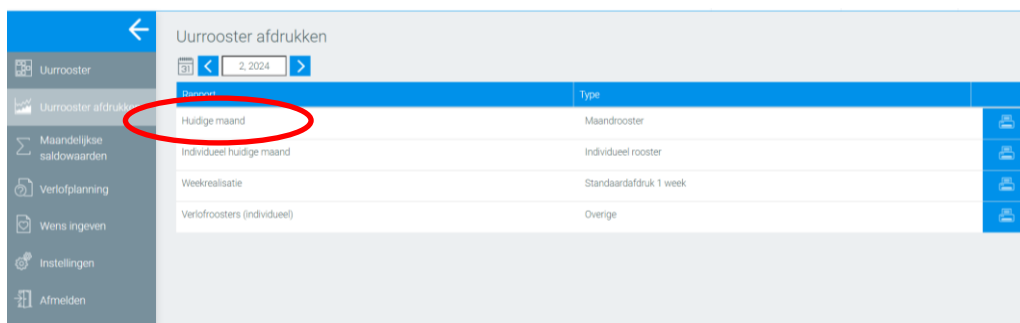 Uurrooster afdrukken
31
2, 2024
Uurrooster
Uurrooster afdrukken
Maandelijkse
saldowaarden
Verlofplanning
Wens ingeven
Instellingen
Afmelden
Rapport Type
Huidige maand Maandrooster
Individueel huidige maand Individueel rooster
Weekrealisatie Standaardafdruk 1 week
Verlofroosters (individueel) Overige